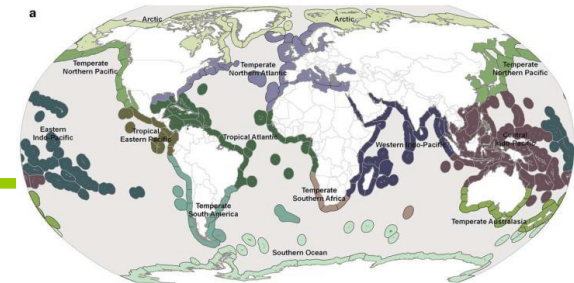 a
Arctic
Arctic
Temperate
Northern Pacific
Temperate
Northern Atlantic
Temperate
Northern Pacific
Eastern
Indo-Pacific
Tropical
Eastern Pacific
Tropical Atlantic
Western Indo-Pacific
Central
Indo-Pacific
Temperate
South America
Temperate
Southern Africa
Temperate Australasia
Southern Ocean